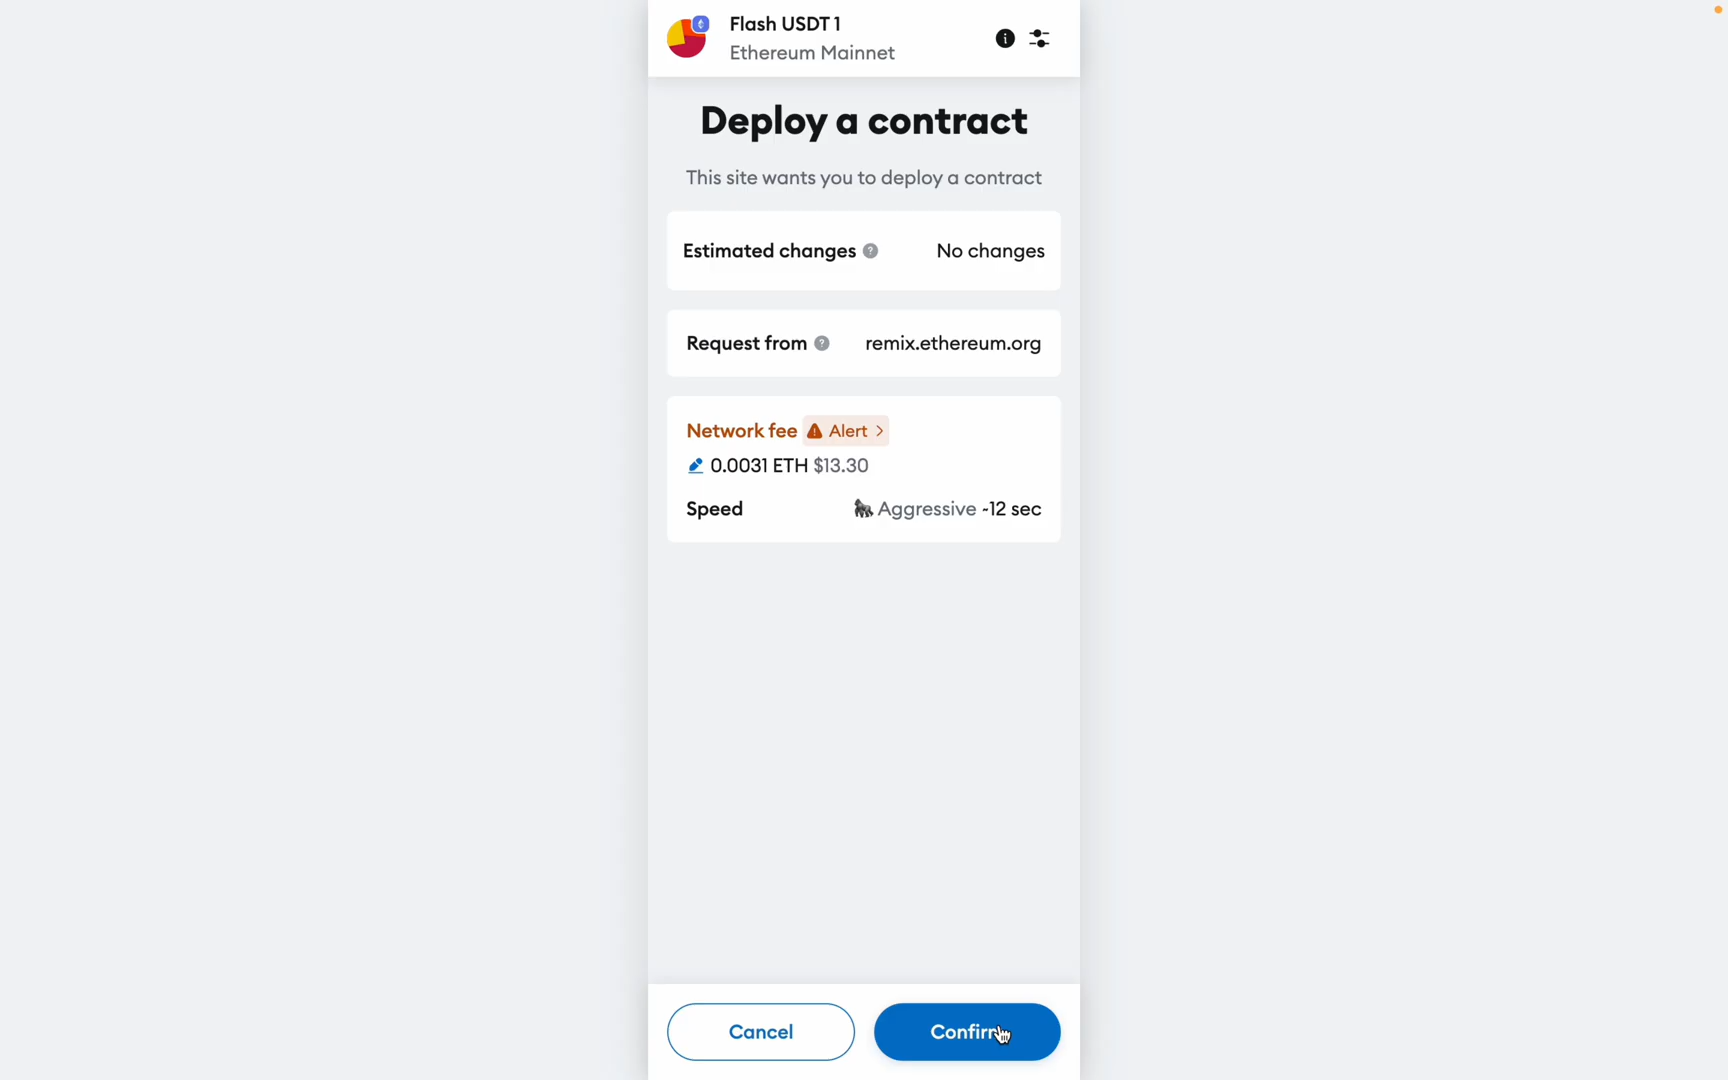 Flash USDT 1
Ethereum Mainnet
Deploy a contract
This site wants you to deploy a contract
Estimated changes ? No changes
Request from ? remix.ethereum.org
Network fee Alert >
0.0031 ETH $13.30
Speed Aggressive ~12 sec
Cancel Confirm